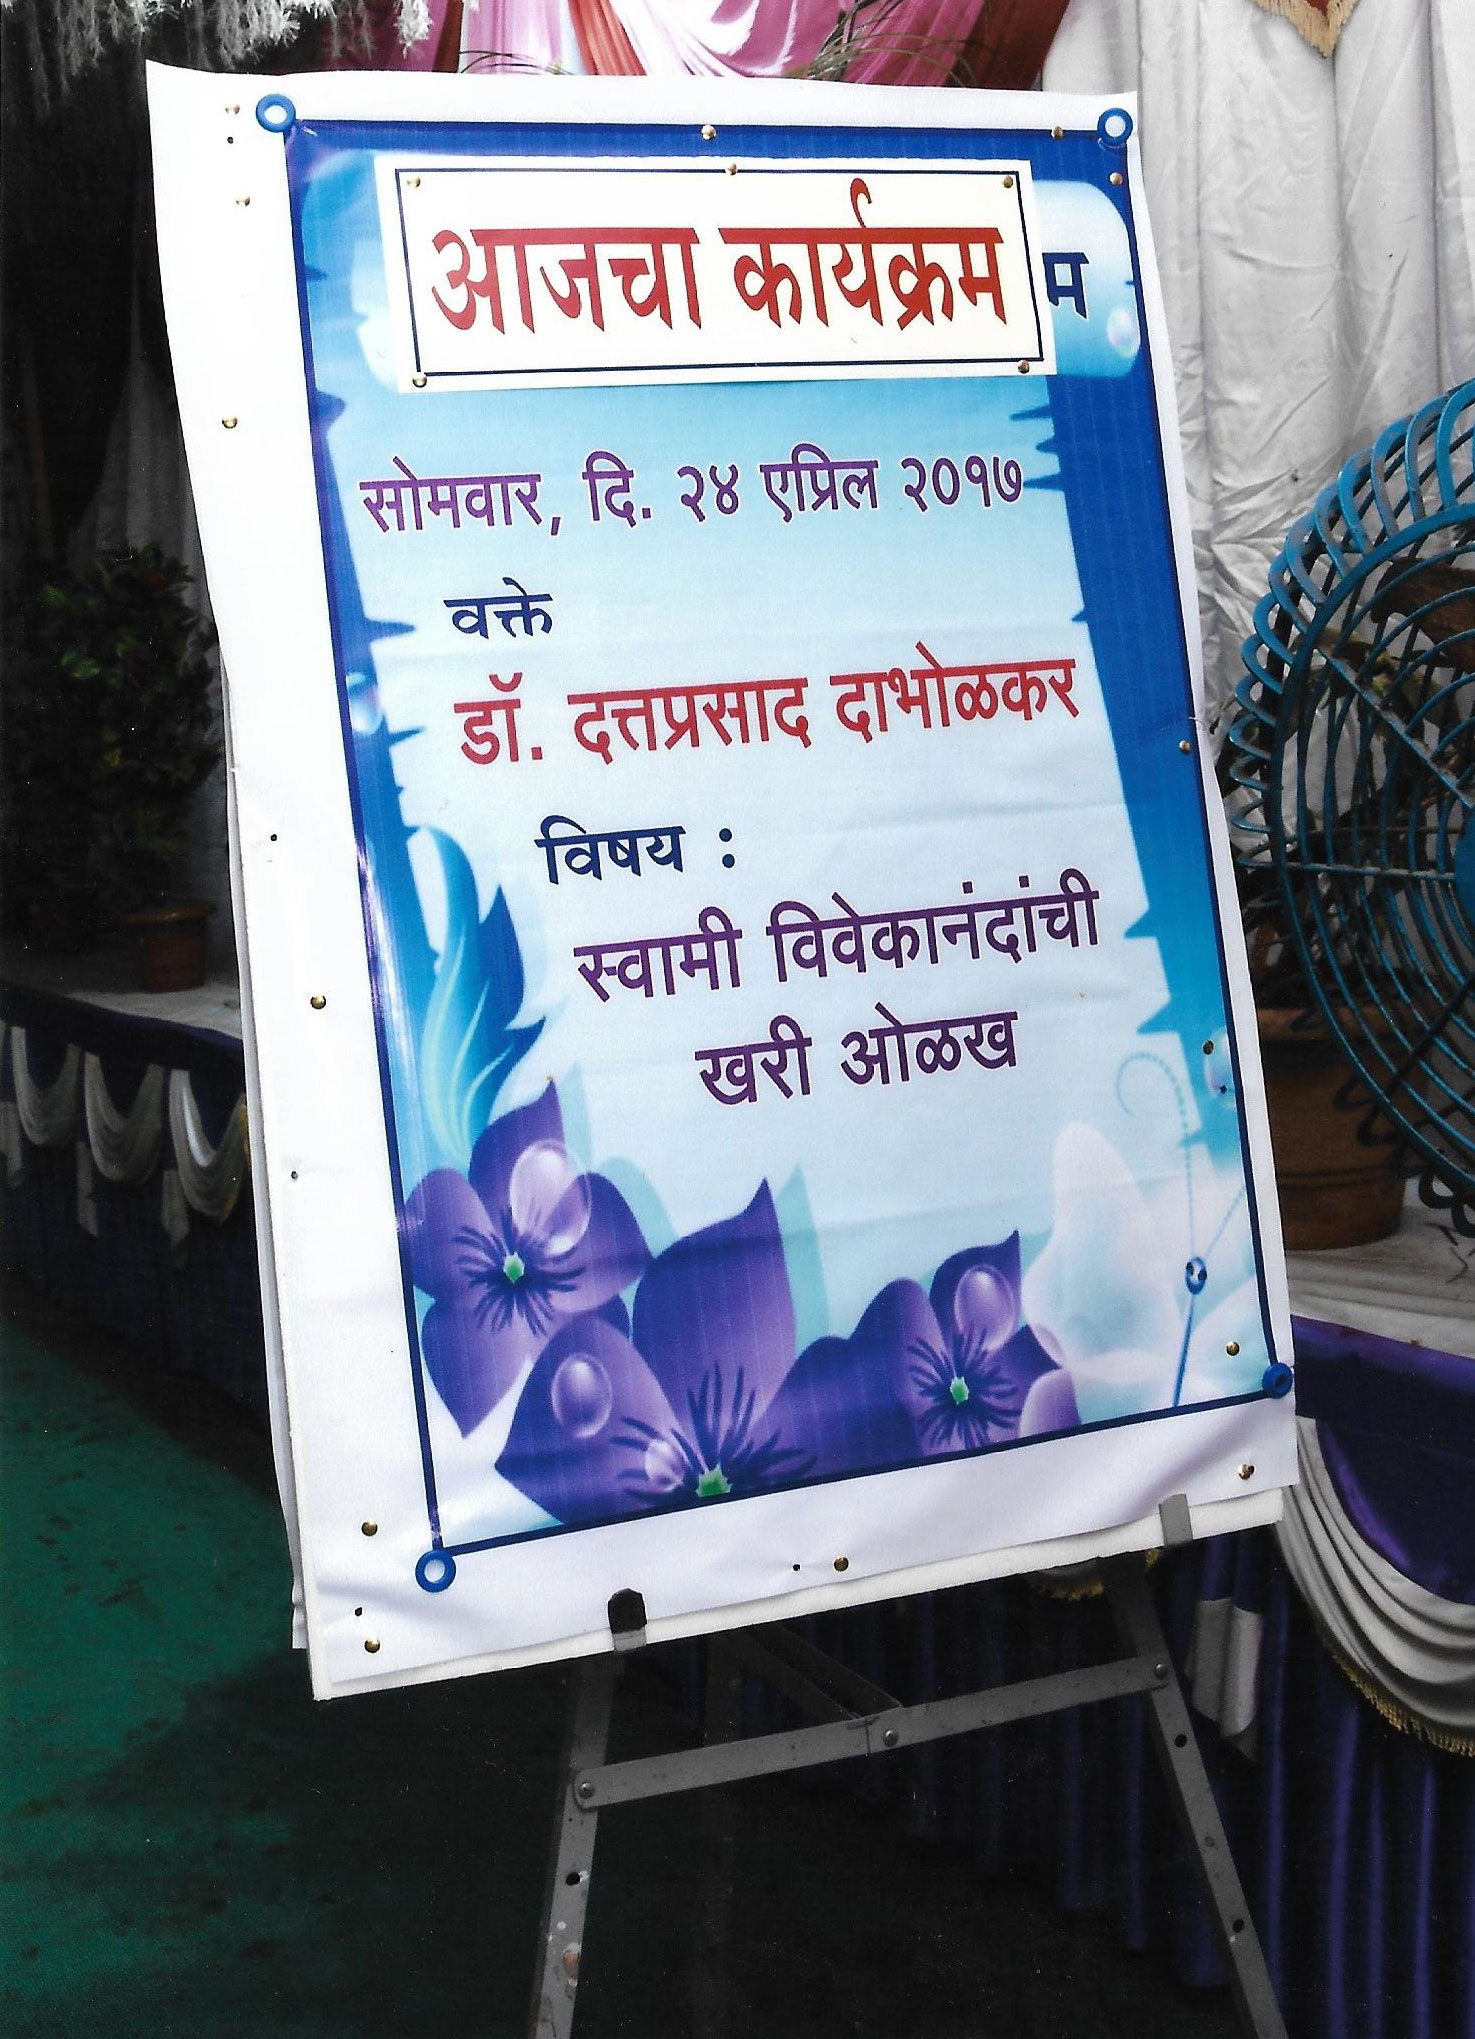 आजचा कार्यक्रम
म
सोमवार, दि. २४ एप्रिल २०१७
वक्ते
डॉ. दत्तप्रसाद दाभोळकर
विषय :
स्वामी विवेकानंदांची
खरी ओळख